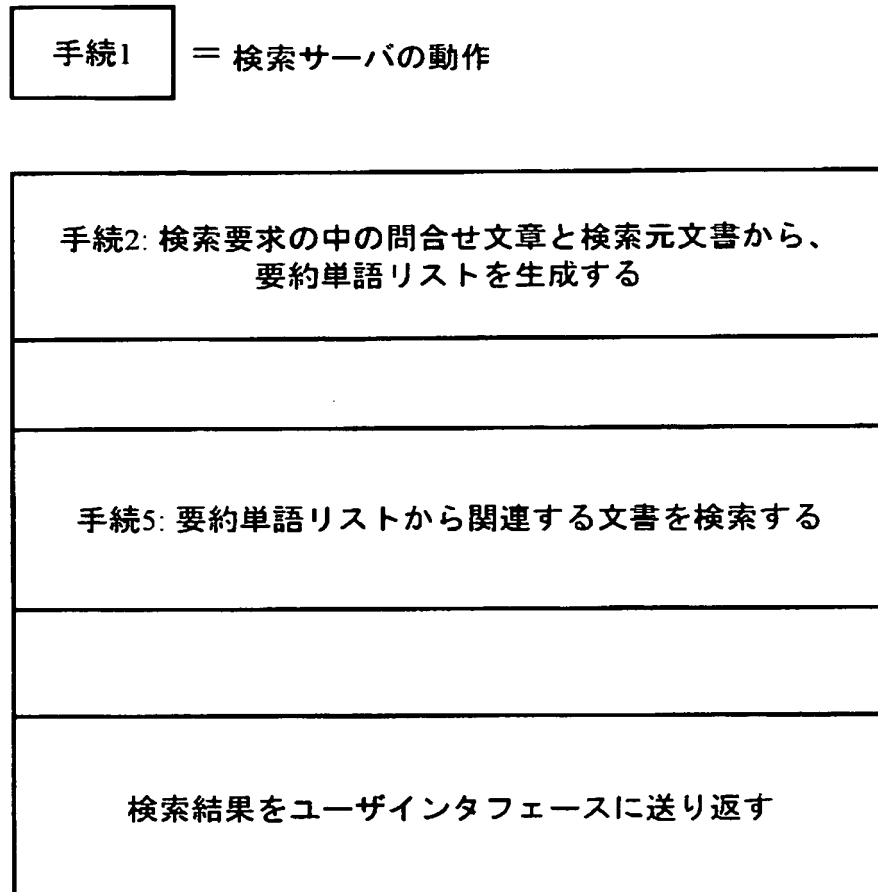 手続1
= 検索サーバの動作
手続2: 検索要求の中の問合せ文章と検索元文書から、
要約単語リストを生成する
手続5: 要約単語リストから関連する文書を検索する
検索結果をユーザインタフェースに送り返す